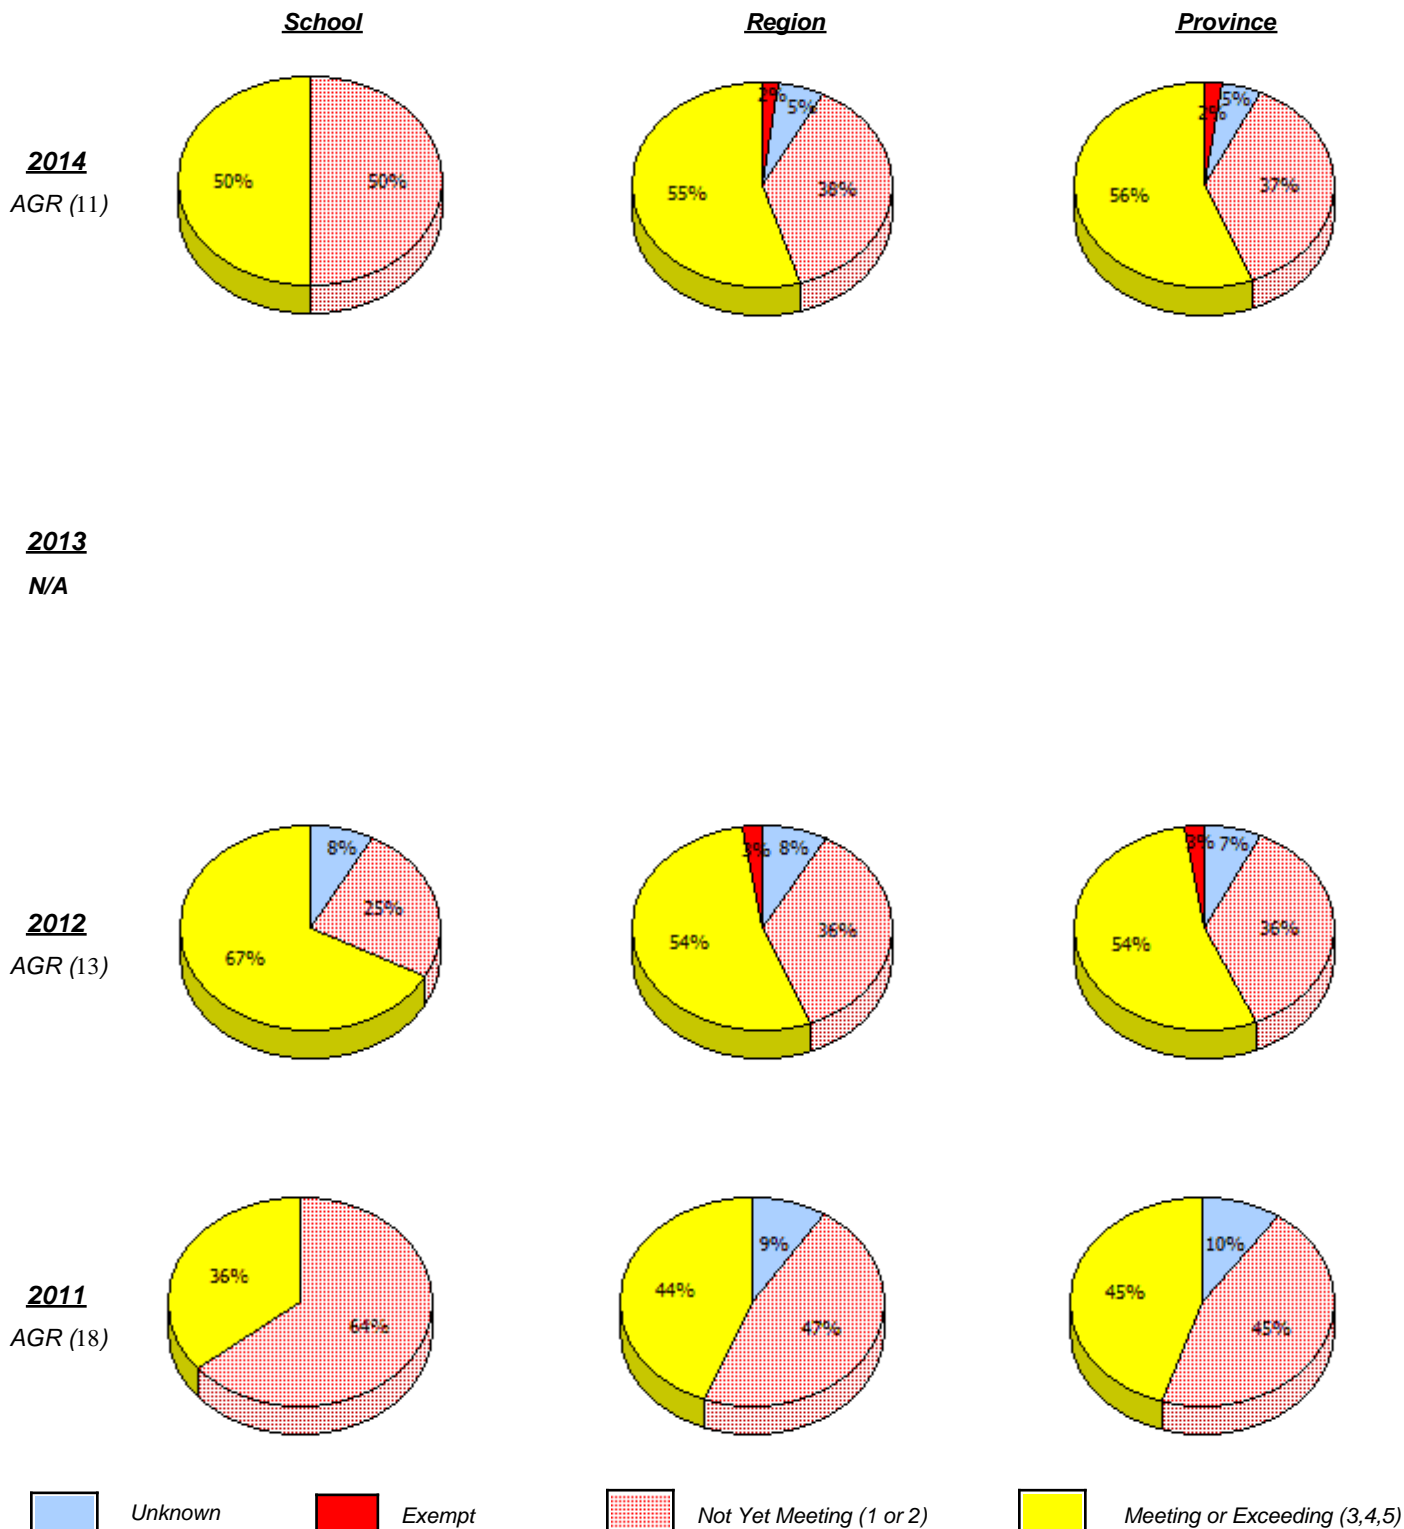 School Region Province
2014
AGR (11)
50% 50%
2% 5% 38% 55%
2% 5% 37% 56%
2013
N/A
2012
AGR (13)
8% 25% 67%
3% 8% 36% 54%
3% 7% 36% 54%
2011
AGR (18)
36% 64%
9% 44% 47%
10% 45% 45%
Unknown Exempt Not Yet Meeting (1 or 2) Meeting or Exceeding (3,4,5)